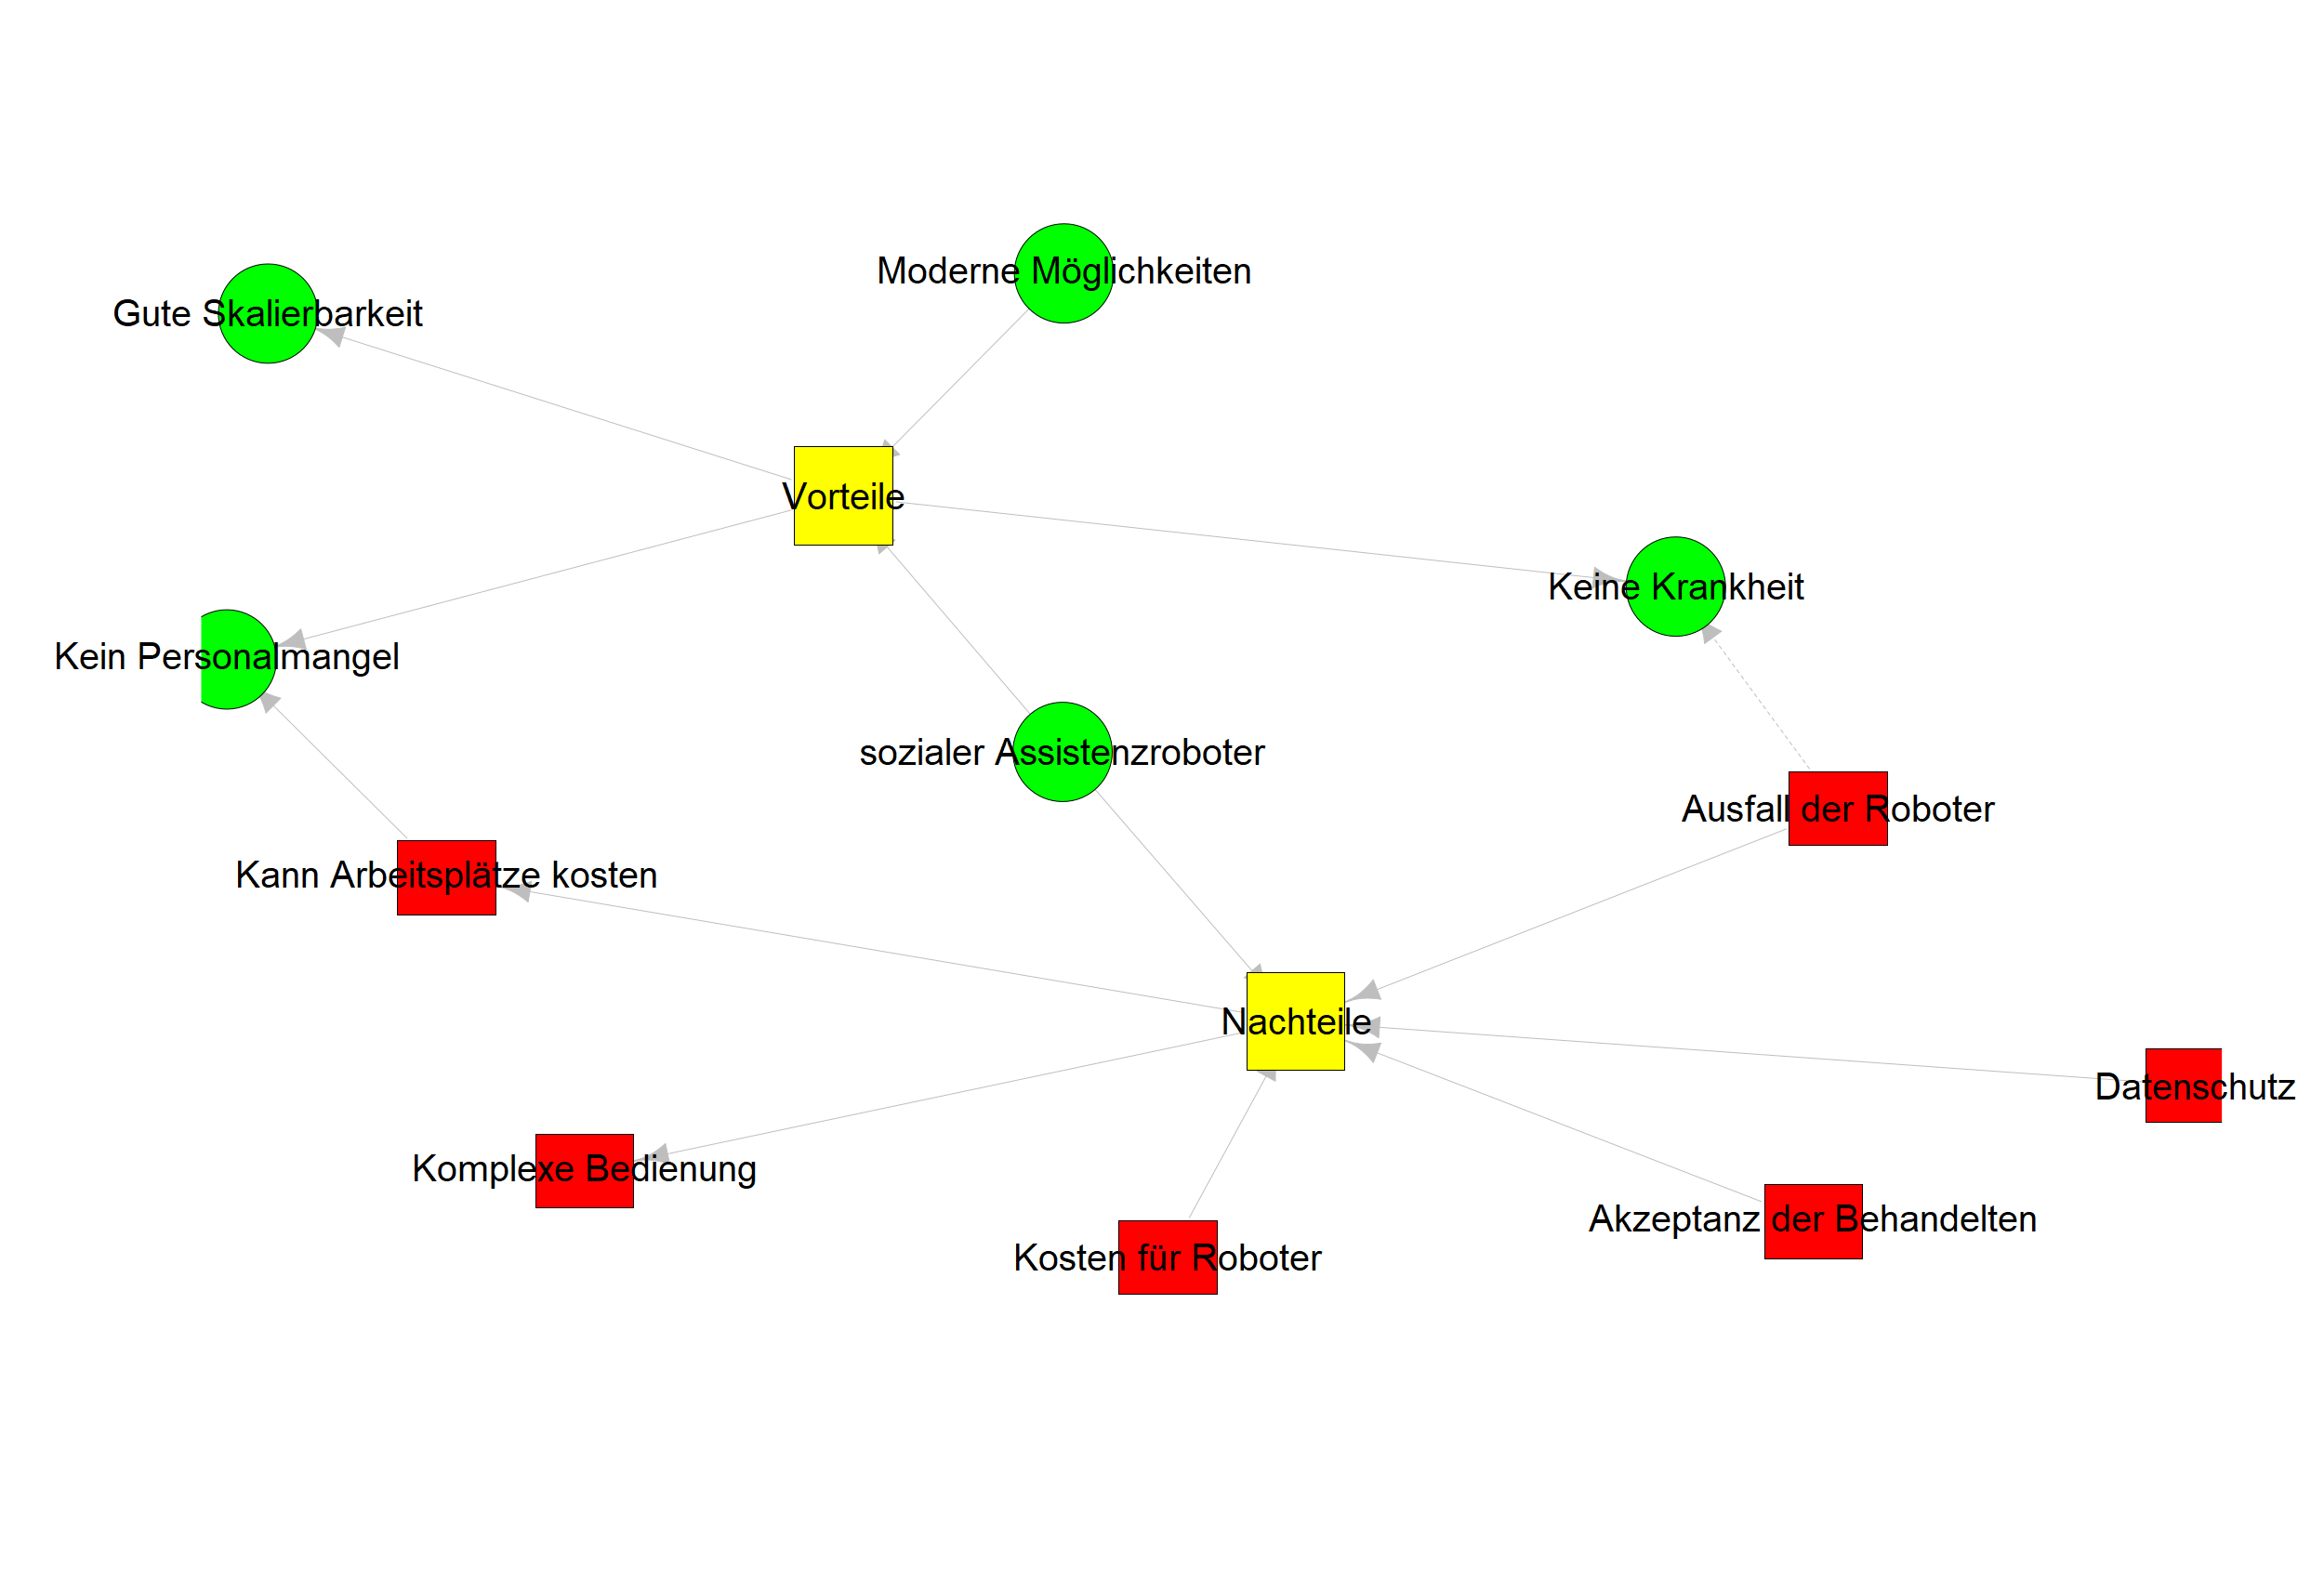 Moderne Möglichkeiten
Gute Skalierbarkeit
Vorteile
Keine Krankheit
Kein Personalmangel
sozialer Assistenzroboter
Ausfall der Roboter
Kann Arbeitsplätze kosten
Nachteile
Datenschutz
Komplexe Bedienung
Akzeptanz der Behandelten
Kosten für Roboter